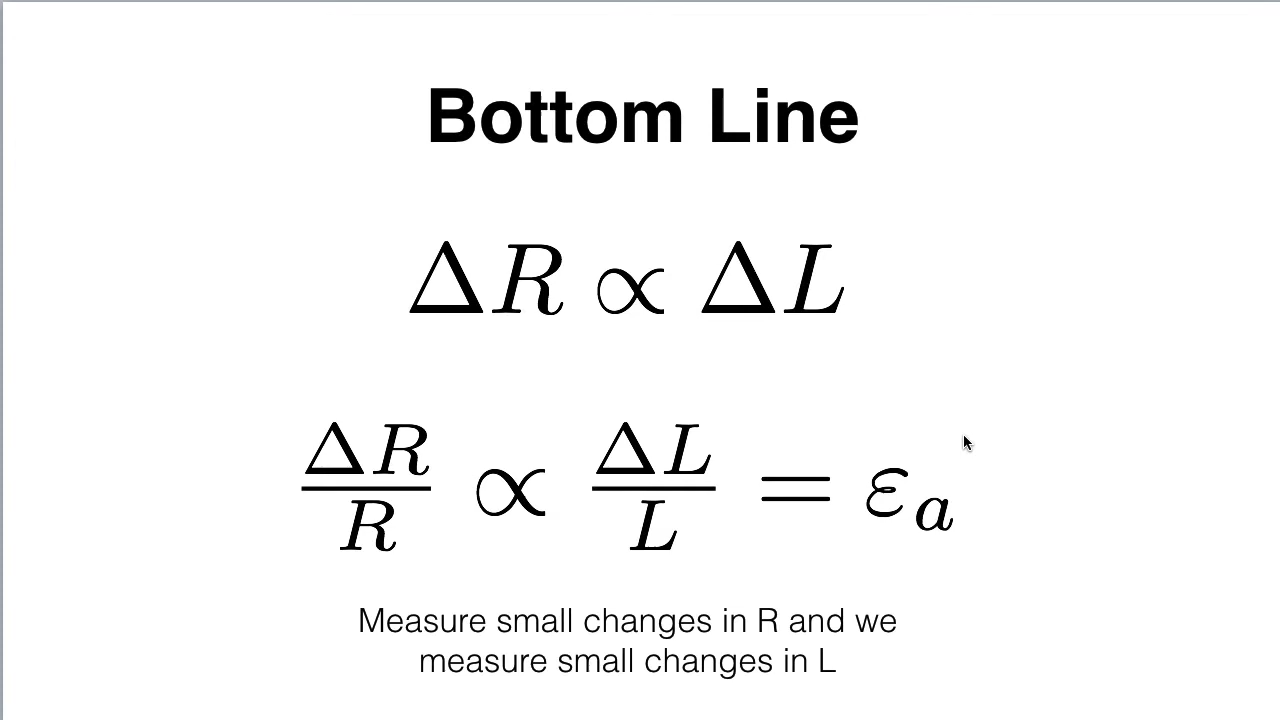 Bottom Line
ΔR ∝ ΔL
ΔR/R ∝ ΔL/L = εₐ
Measure small changes in R and we
measure small changes in L